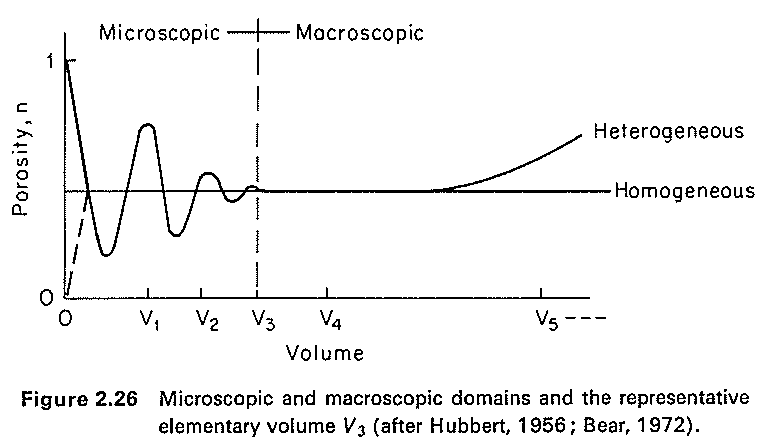 Microscopic Macroscopic
1
Porosity, n
Heterogeneous
Homogeneous
0
0 V1 V2 V3 V4 V5 ---
Volume
Figure 2.26 Microscopic and macroscopic domains and the representative
elementary volume V3 (after Hubbert, 1956; Bear, 1972).